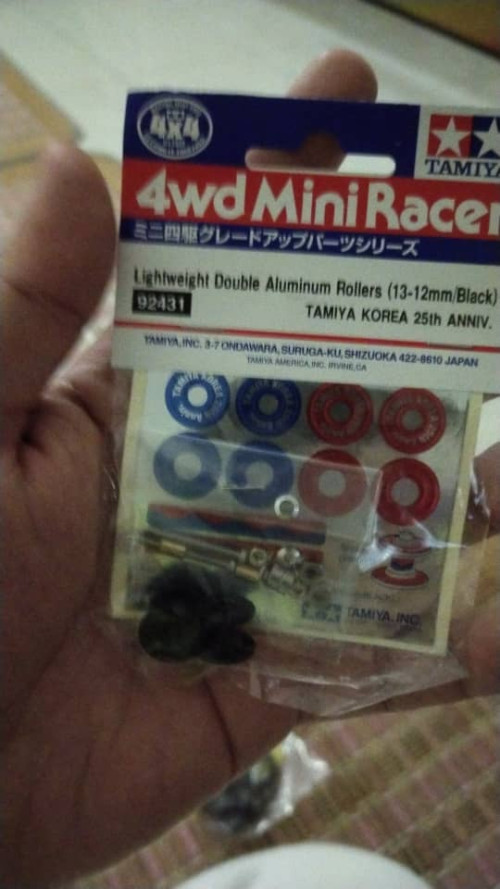 4x4
TAMIYA
4wd Mini Racer
ミニ四駆グレードアップパーツシリーズ
Lightweight Double Aluminum Rollers (13-12mm/Black)
92431
TAMIYA KOREA 25th ANNIV.
TAMIYA, INC. 3-7 ONDAWARA, SURUGA-KU, SHIZUOKA 422-8610 JAPAN
TAMIYA AMERICA, INC. IRVINE, CA
TAMIYA KOREA
TAMIYA, INC.